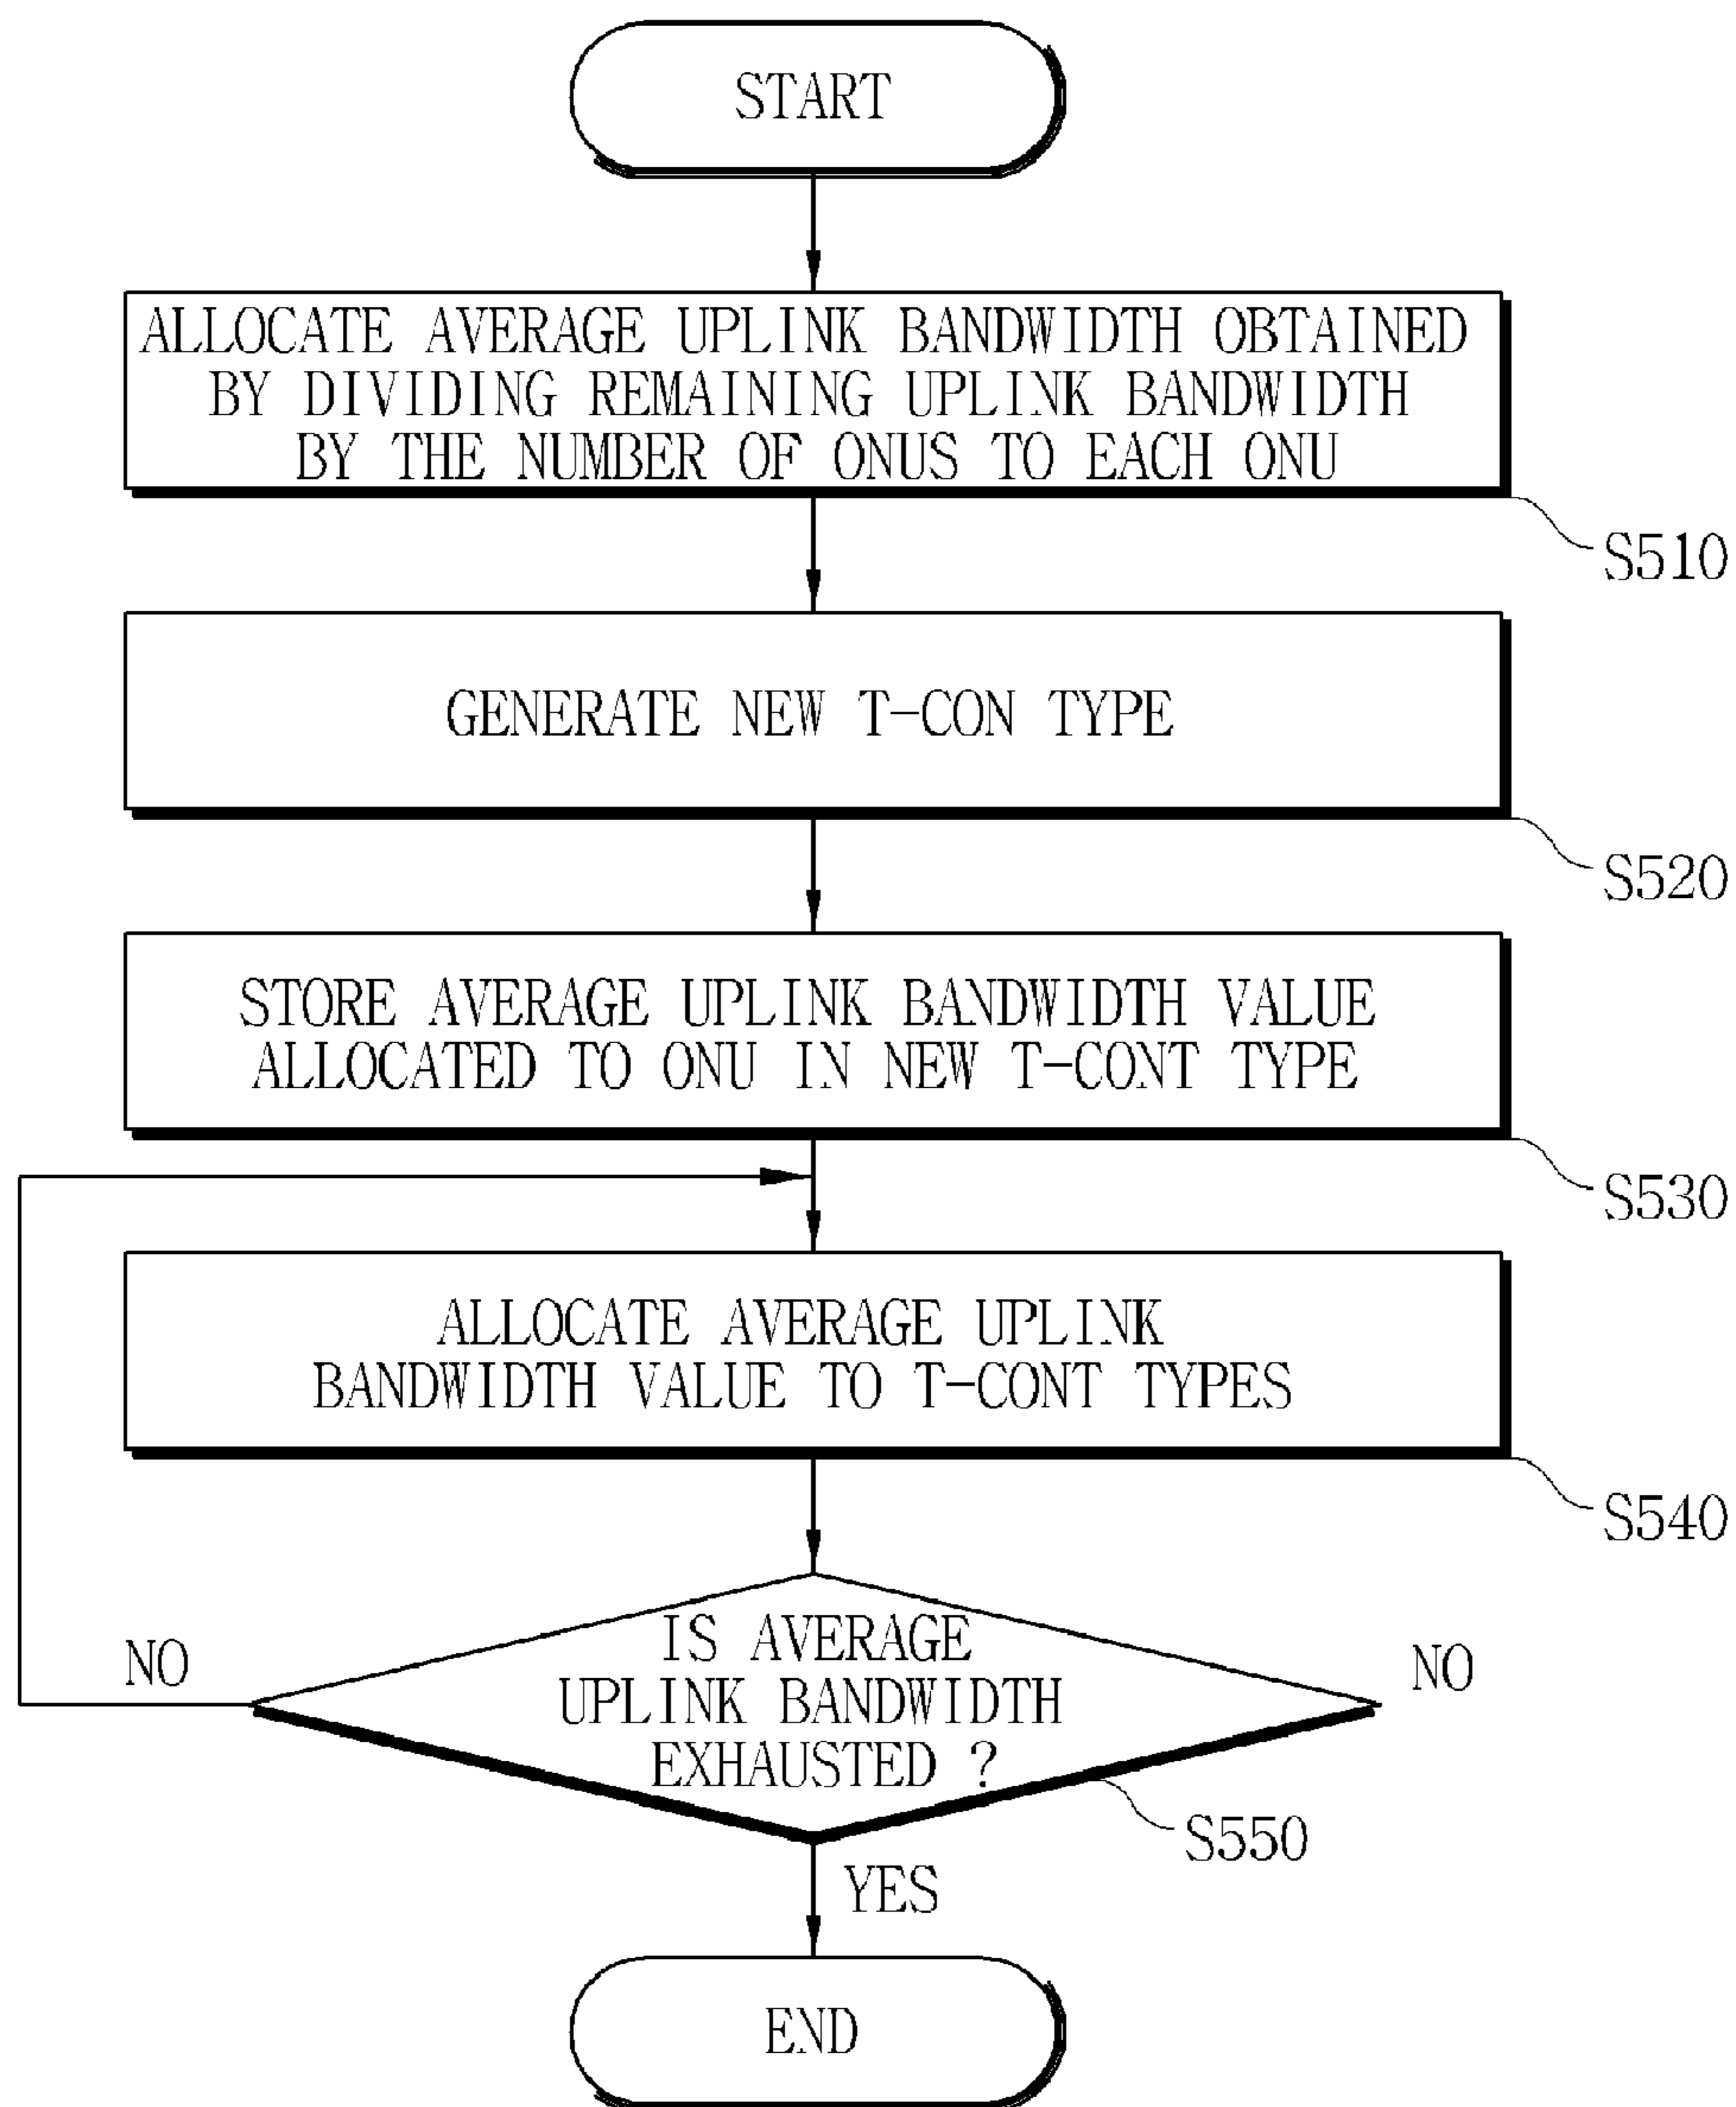 START
ALLOCATE AVERAGE UPLINK BANDWIDTH OBTAINED
BY DIVIDING REMAINING UPLINK BANDWIDTH
BY THE NUMBER OF ONUS TO EACH ONU
S510
GENERATE NEW T-CON TYPE
S520
STORE AVERAGE UPLINK BANDWIDTH VALUE
ALLOCATED TO ONU IN NEW T-CONT TYPE
S530
ALLOCATE AVERAGE UPLINK
BANDWIDTH VALUE TO T-CONT TYPES
S540
NO
IS AVERAGE
UPLINK BANDWIDTH
EXHAUSTED ?
NO
S550
YES
END